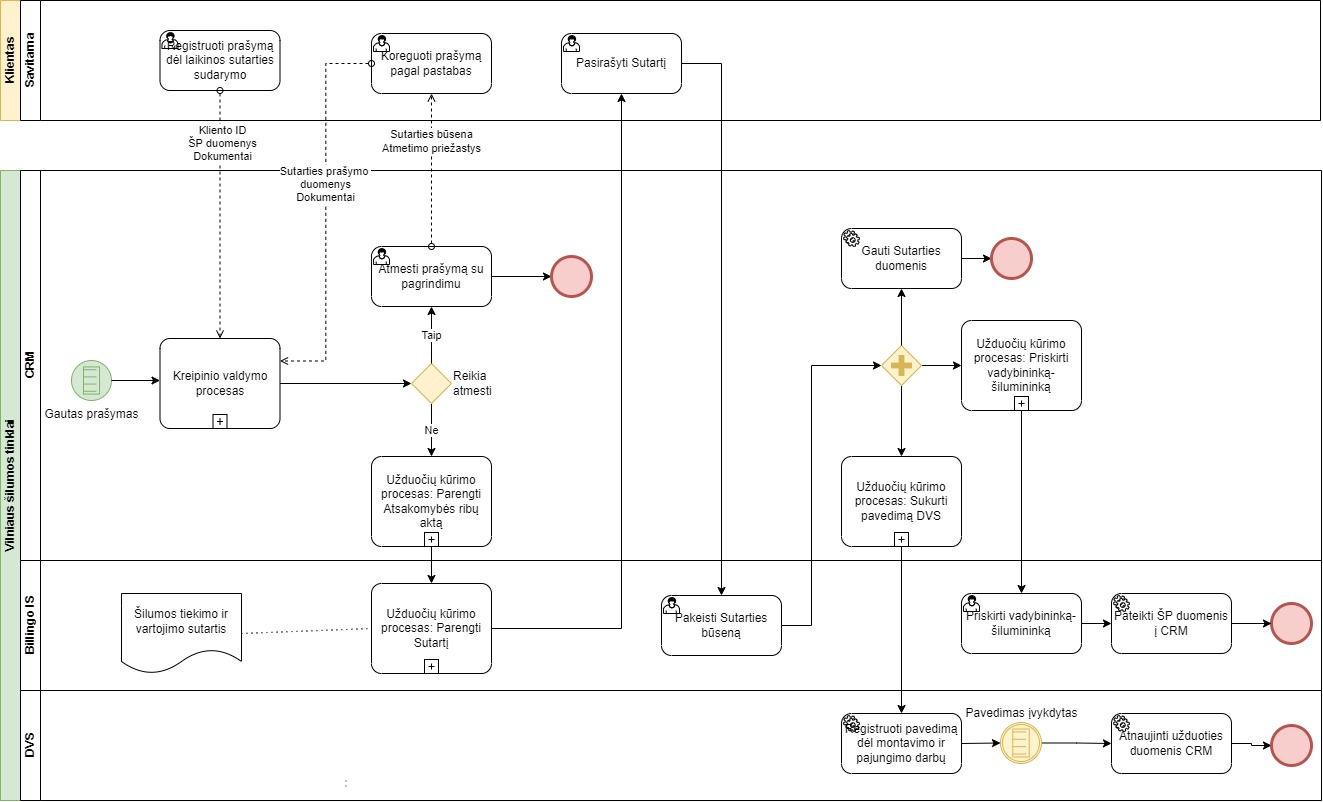 Klientas
Savitarna
Registruoti prašymą
dėl laikinos sutarties
sudarymo
Koreguoti prašymą
pagal pastabas
Pasirašyti Sutartį
Kliento ID
ŠP duomenys
Dokumentai
Sutarties būsena
Atmetimo priežastys
Sutarties prašymo
duomenys
Dokumentai
Vilniaus šilumos tinklai
CRM
Gautas prašymas
Kreipinio valdymo
procesas
Atmesti prašymą su
pagrindimu
Taip
Reikia
atmesti
Ne
Užduočių kūrimo
procesas: Parengti
Atsakomybės ribų
aktą
Gauti Sutarties
duomenis
Užduočių kūrimo
procesas: Priskirti
vadybininką-
šilumininką
Užduočių kūrimo
procesas: Sukurti
pavedimą DVS
Billingo IS
Šilumos tiekimo ir
vartojimo sutartis
Užduočių kūrimo
procesas: Parengti
Sutartį
Pakeisti Sutarties
būseną
Priskirti vadybininką-
šilumininką
Pateikti ŠP duomenis
į CRM
DVS
Registruoti pavedimą
dėl montavimo ir
pajungimo darbų
Pavedimas įvykdytas
Atnaujinti užduoties
duomenis CRM
: